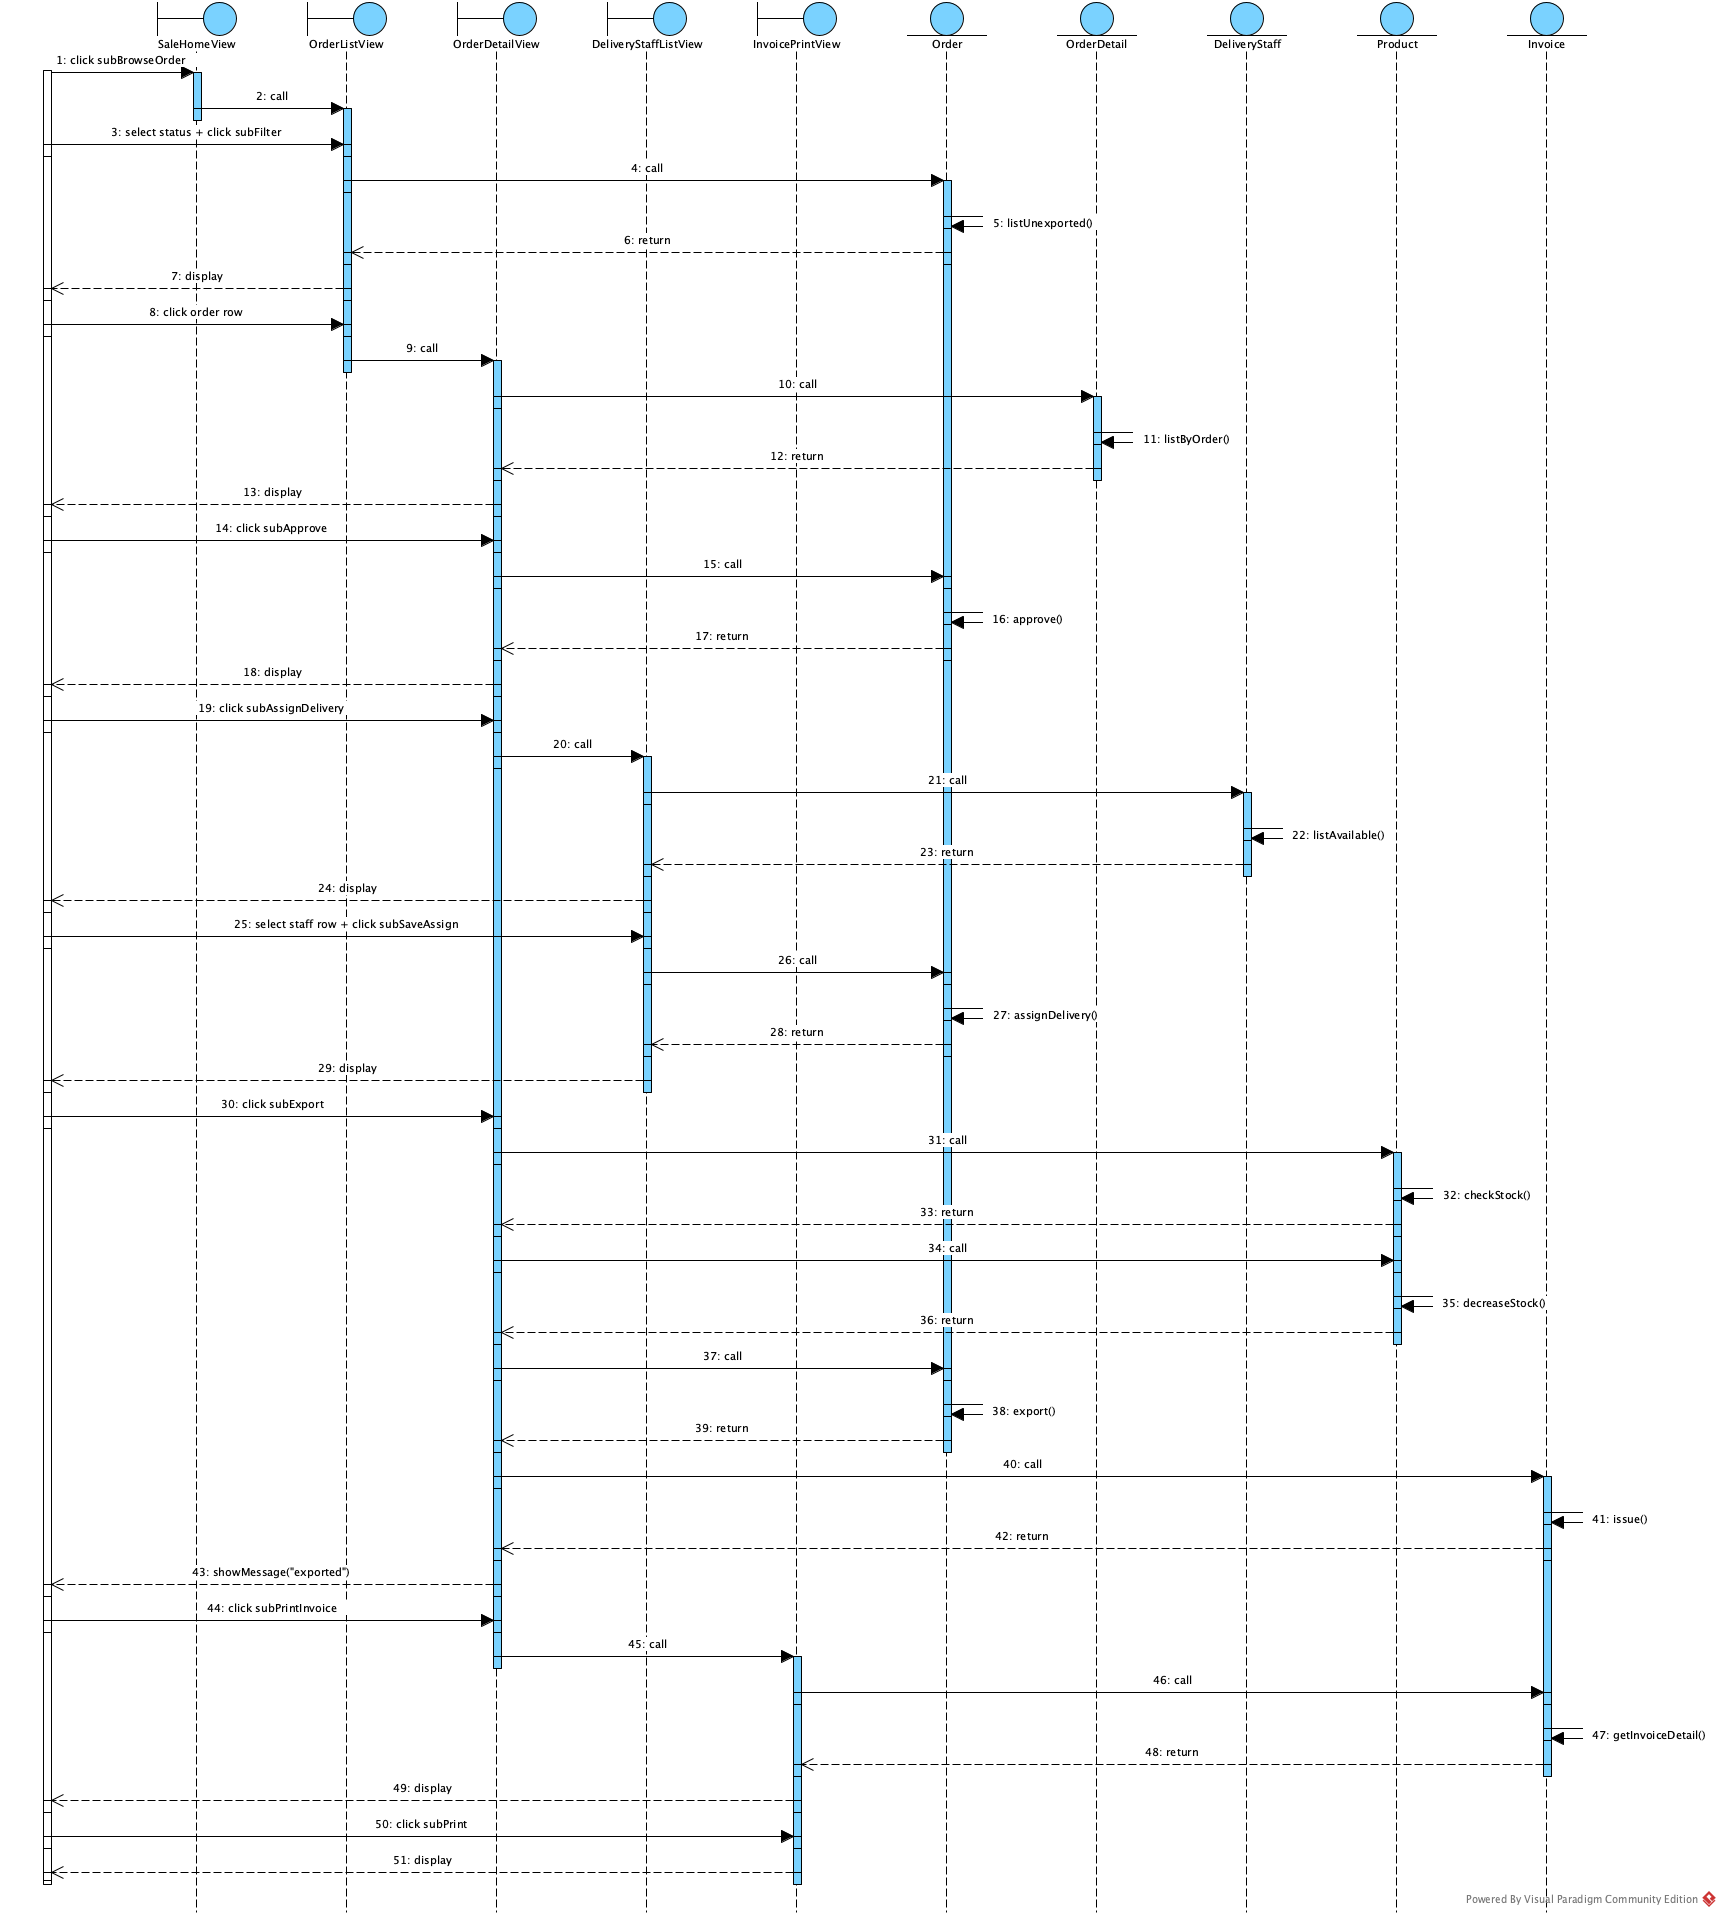 SaleHomeView
OrderListView
OrderDetailView
DeliveryStaffListView
InvoicePrintView
Order
OrderDetail
DeliveryStaff
Product
Invoice
1: click subBrowseOrder
2: call
3: select status + click subFilter
4: call
5: listUnexported()
6: return
7: display
8: click order row
9: call
10: call
11: listByOrder()
12: return
13: display
14: click subApprove
15: call
16: approve()
17: return
18: display
19: click subAssignDelivery
20: call
21: call
22: listAvailable()
23: return
24: display
25: select staff row + click subSaveAssign
26: call
27: assignDelivery()
28: return
29: display
30: click subExport
31: call
32: checkStock()
33: return
34: call
35: decreaseStock()
36: return
37: call
38: export()
39: return
40: call
41: issue()
42: return
43: showMessage("exported")
44: click subPrintInvoice
45: call
46: call
47: getInvoiceDetail()
48: return
49: display
50: click subPrint
51: display
Powered By Visual Paradigm Community Edition